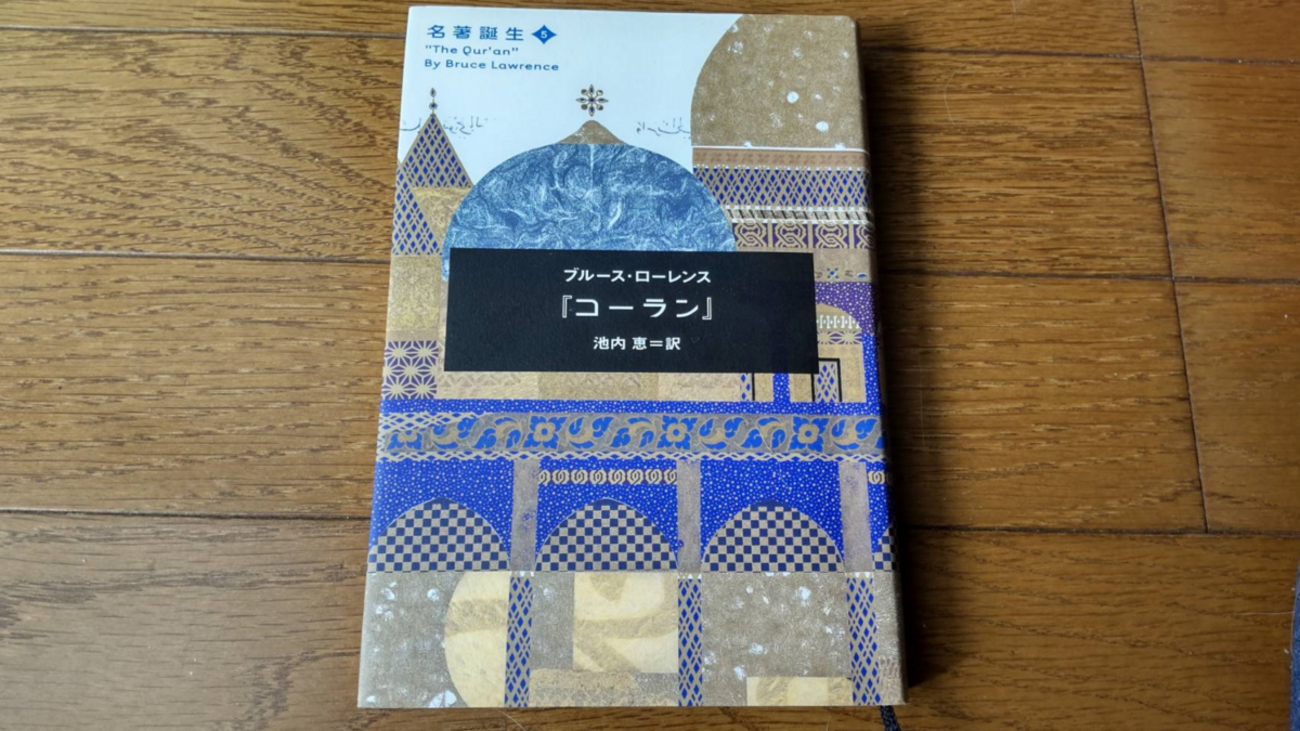 名著誕生 5
"The Qur'an"
By Bruce Lawrence
ブルース・ローレンス
『コーラン』
池内 恵=訳